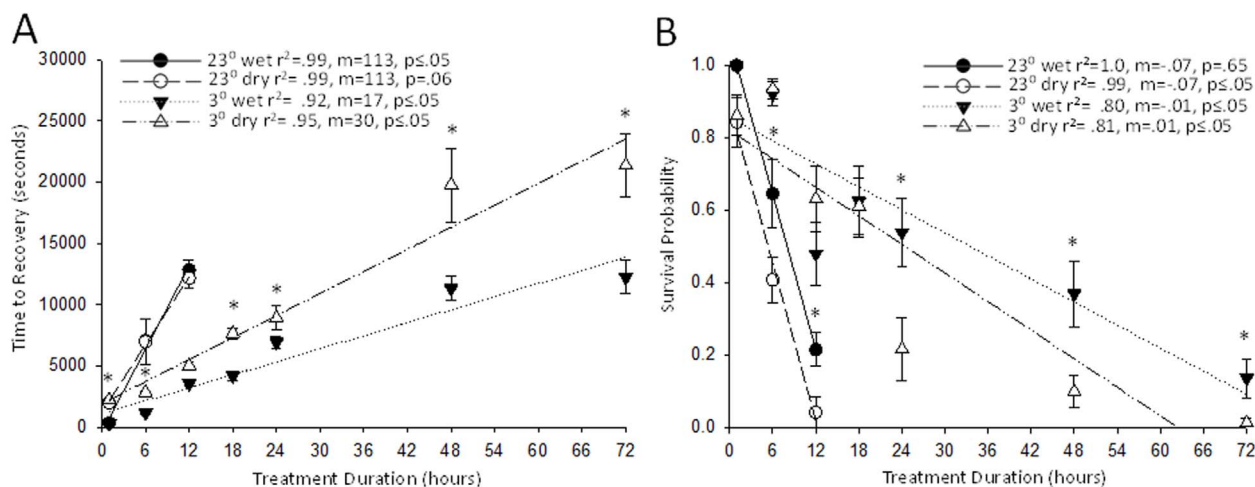 A
23⁰ wet r²=.99, m=113, p≤.05
23⁰ dry r²=.99, m=113, p=.06
3⁰ wet r²= .92, m=17, p≤.05
3⁰ dry r²= .95, m=30, p≤.05
30000
25000
20000
15000
10000
5000
0
Time to Recovery (seconds)
* * * * * *
0 6 12 18 24 30 36 42 48 54 60 66 72
Treatment Duration (hours)
B
23⁰ wet r²=1.0, m=-.07, p=.65
23⁰ dry r²= .99, m=-.07, p≤.05
3⁰ wet r²= .80, m=-.01, p≤.05
3⁰ dry r²= .81, m=.01, p≤.05
1.0
0.8
0.6
0.4
0.2
0.0
Survival Probability
* * * * *
0 6 12 18 24 30 36 42 48 54 60 66 72
Treatment Duration (hours)